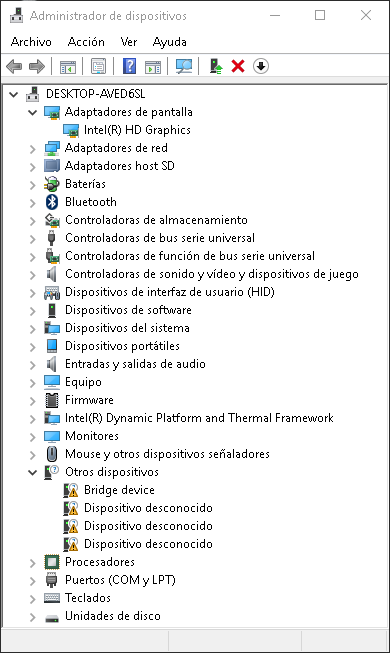 Administrador de dispositivos
Archivo Acción Ver Ayuda
DESKTOP-AVED6SL
Adaptadores de pantalla
Intel(R) HD Graphics
Adaptadores de red
Adaptadores host SD
Baterías
Bluetooth
Controladoras de almacenamiento
Controladoras de bus serie universal
Controladoras de función de bus serie universal
Controladoras de sonido y vídeo y dispositivos de juego
Dispositivos de interfaz de usuario (HID)
Dispositivos de software
Dispositivos del sistema
Dispositivos portátiles
Entradas y salidas de audio
Equipo
Firmware
Intel(R) Dynamic Platform and Thermal Framework
Monitores
Mouse y otros dispositivos señaladores
Otros dispositivos
Bridge device
Dispositivo desconocido
Dispositivo desconocido
Dispositivo desconocido
Procesadores
Puertos (COM y LPT)
Teclados
Unidades de disco